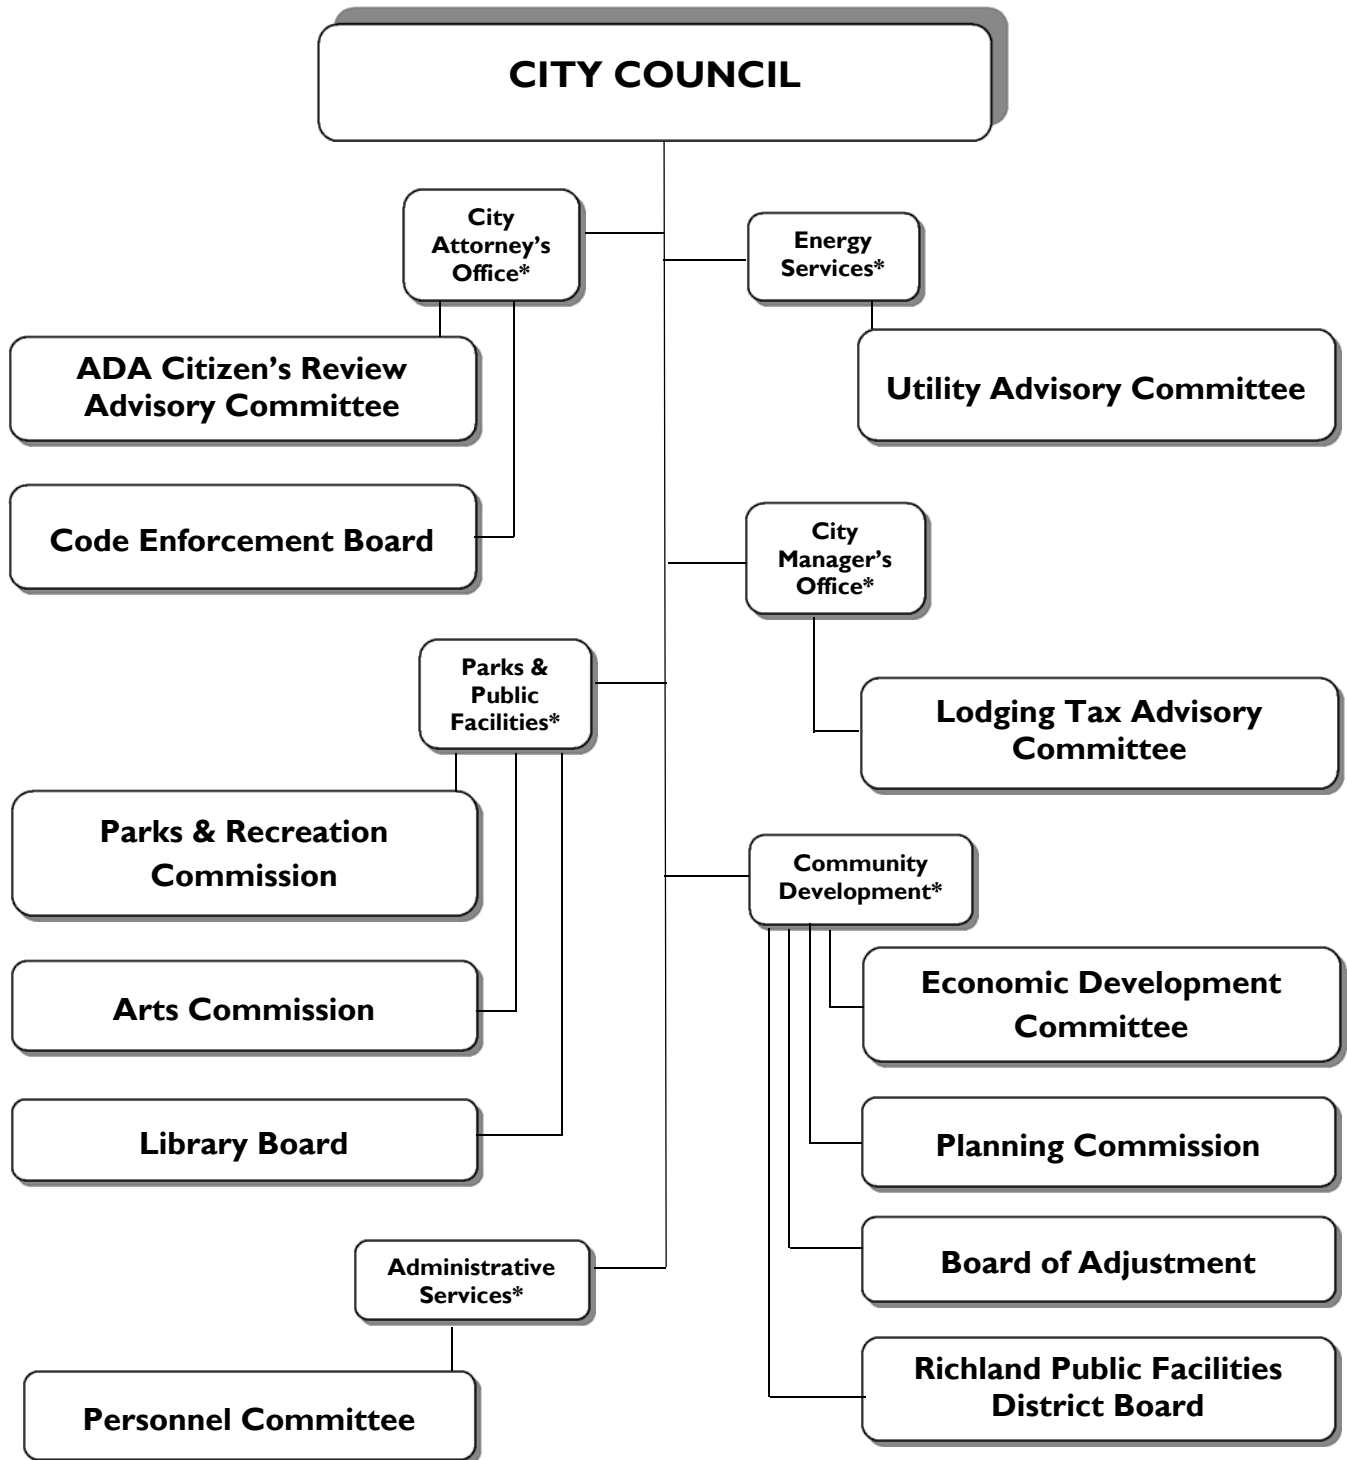 CITY COUNCIL
City
Attorney's
Office*
Energy
Services*
ADA Citizen's Review
Advisory Committee
Utility Advisory Committee
Code Enforcement Board
City
Manager's
Office*
Parks &
Public
Facilities*
Lodging Tax Advisory
Committee
Parks & Recreation
Commission
Community
Development*
Arts Commission
Economic Development
Committee
Library Board
Planning Commission
Administrative
Services*
Board of Adjustment
Personnel Committee
Richland Public Facilities
District Board